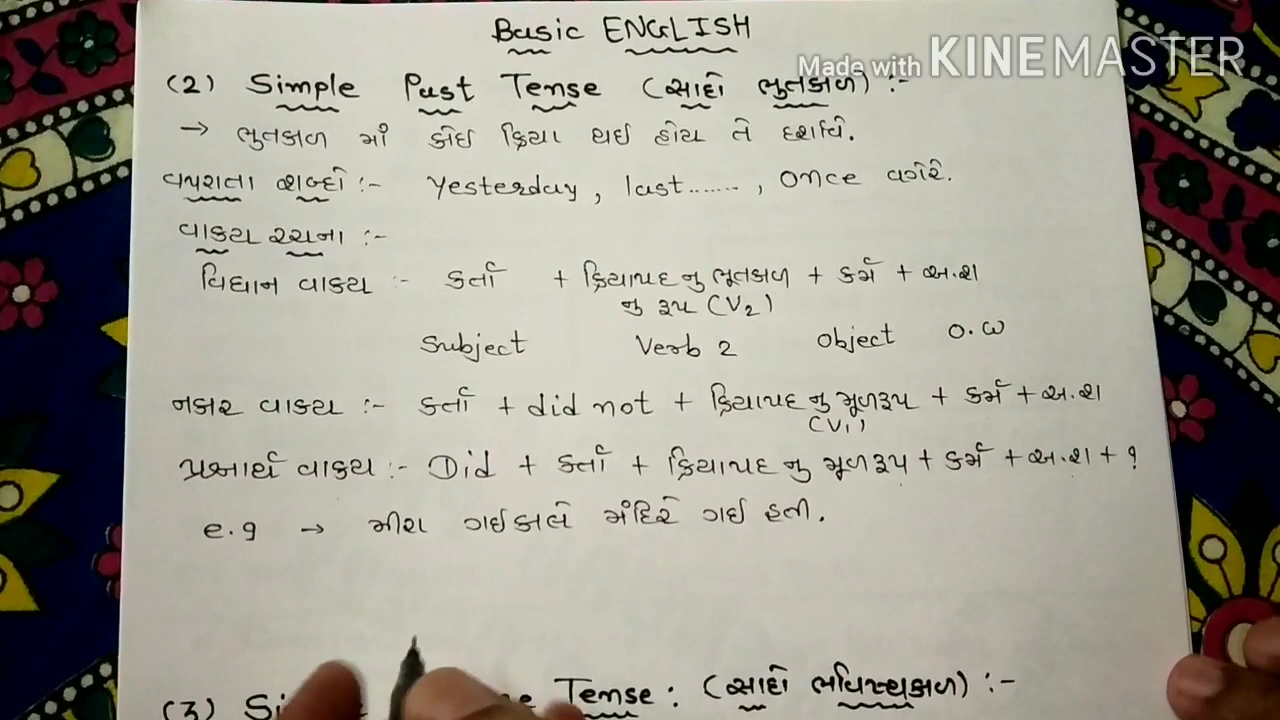 Basic ENGLISH
Made with KINEMASTER
(2) Simple Past Tense (સાદો ભુતકાળ) :-
→ ભુતકાળ માં કોઈ ક્રિયા થઈ હોય તે દર્શાવે.
વપરાતા શબ્દો :- Yesterday, last......., Once વગેરે.
વાક્ય રચના :-
વિધાન વાક્ય :- કર્તા + ક્રિયાપદ નુ ભુતકાળ + કર્મ + અ.શ
નુ રૂપ (V2)
Subject Verb 2 Object O.W
નકાર વાક્ય :- કર્તા + did not + ક્રિયાપદ નુ મૂળરૂપ + કર્મ + અ.શ
(V1)
પ્રશ્નાર્થ વાક્ય :- Did + કર્તા + ક્રિયાપદ નુ મૂળરૂપ + કર્મ + અ.શ + ?
e.g → મીરા ગઈકાલે મંદિરે ગઈ હતી.
(3) Tense : (સાદો ભવિષ્યકાળ) :-